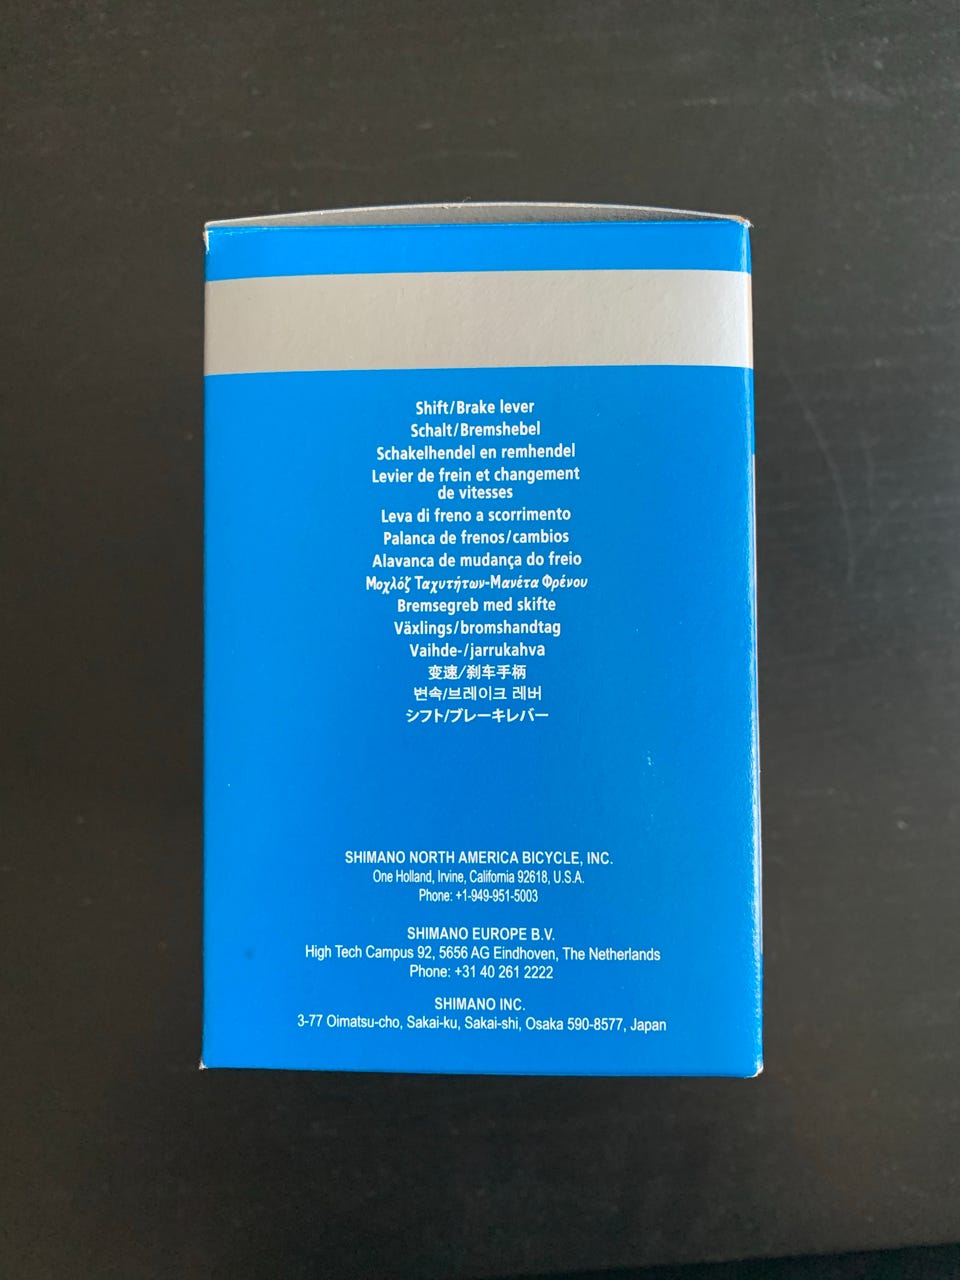 Shift/Brake lever
Schalt/Bremshebel
Schakelhendel en remhendel
Levier de frein et changement
de vitesses
Leva di freno a scorrimento
Palanca de frenos/cambios
Alavanca de mudança do freio
Μοχλόζ Ταχυτήτων-Μανέτα Φρένου
Bremsegreb med skifte
Växlings/bromshandtag
Vaihde-/jarrukahva
变速/刹车手柄
변속/브레이크 레버
シフト/ブレーキレバー
SHIMANO NORTH AMERICA BICYCLE, INC.
One Holland, Irvine, California 92618, U.S.A.
Phone: +1-949-951-5003
SHIMANO EUROPE B.V.
High Tech Campus 92, 5656 AG Eindhoven, The Netherlands
Phone: +31 40 261 2222
SHIMANO INC.
3-77 Oimatsu-cho, Sakai-ku, Sakai-shi, Osaka 590-8577, Japan